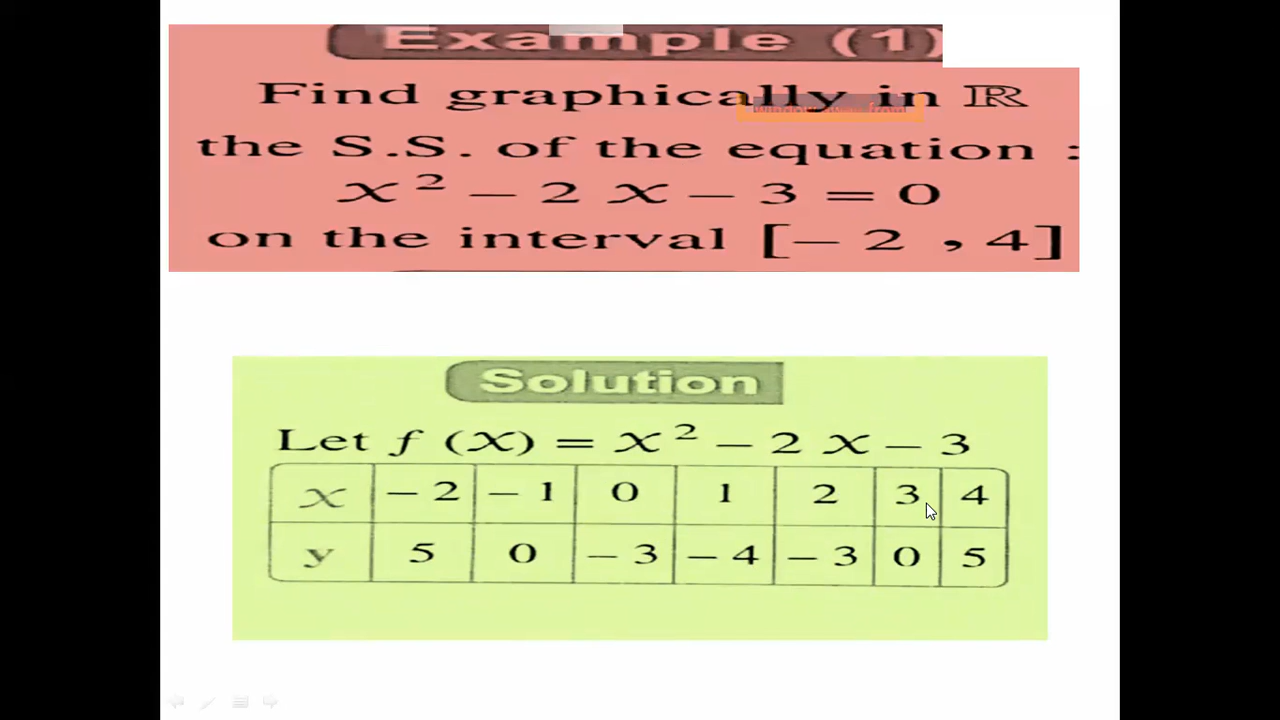 Example (1)
Find graphically in ℝ
the S.S. of the equation :
x² – 2 x – 3 = 0
on the interval [– 2 , 4]
Solution
Let f (x) = x² – 2 x – 3
x – 2 – 1 0 1 2 3 4
y 5 0 – 3 – 4 – 3 0 5